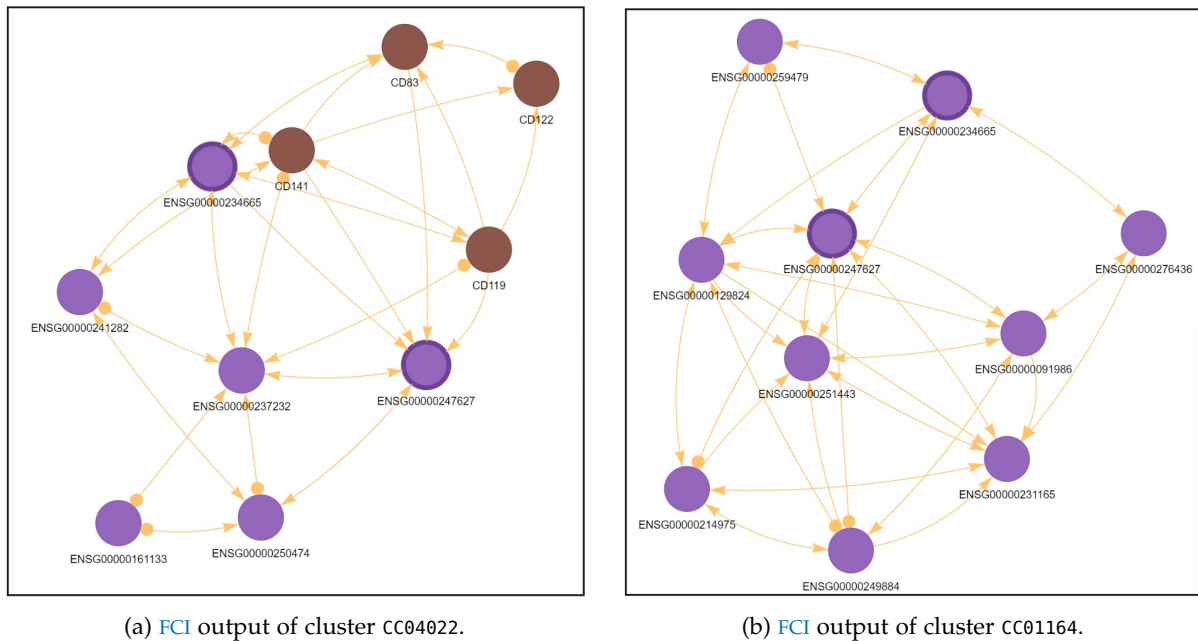 CD83
CD122
CD141
ENSG00000234665
CD119
ENSG00000241282
ENSG00000237232
ENSG00000247627
ENSG00000161133
ENSG00000250474
(a) FCI output of cluster CC04022.
ENSG00000259479
ENSG00000234665
ENSG00000247627
ENSG00000276436
ENSG00000129824
ENSG00000091986
ENSG00000251443
ENSG00000231165
ENSG00000214975
ENSG00000249884
(b) FCI output of cluster CC01164.